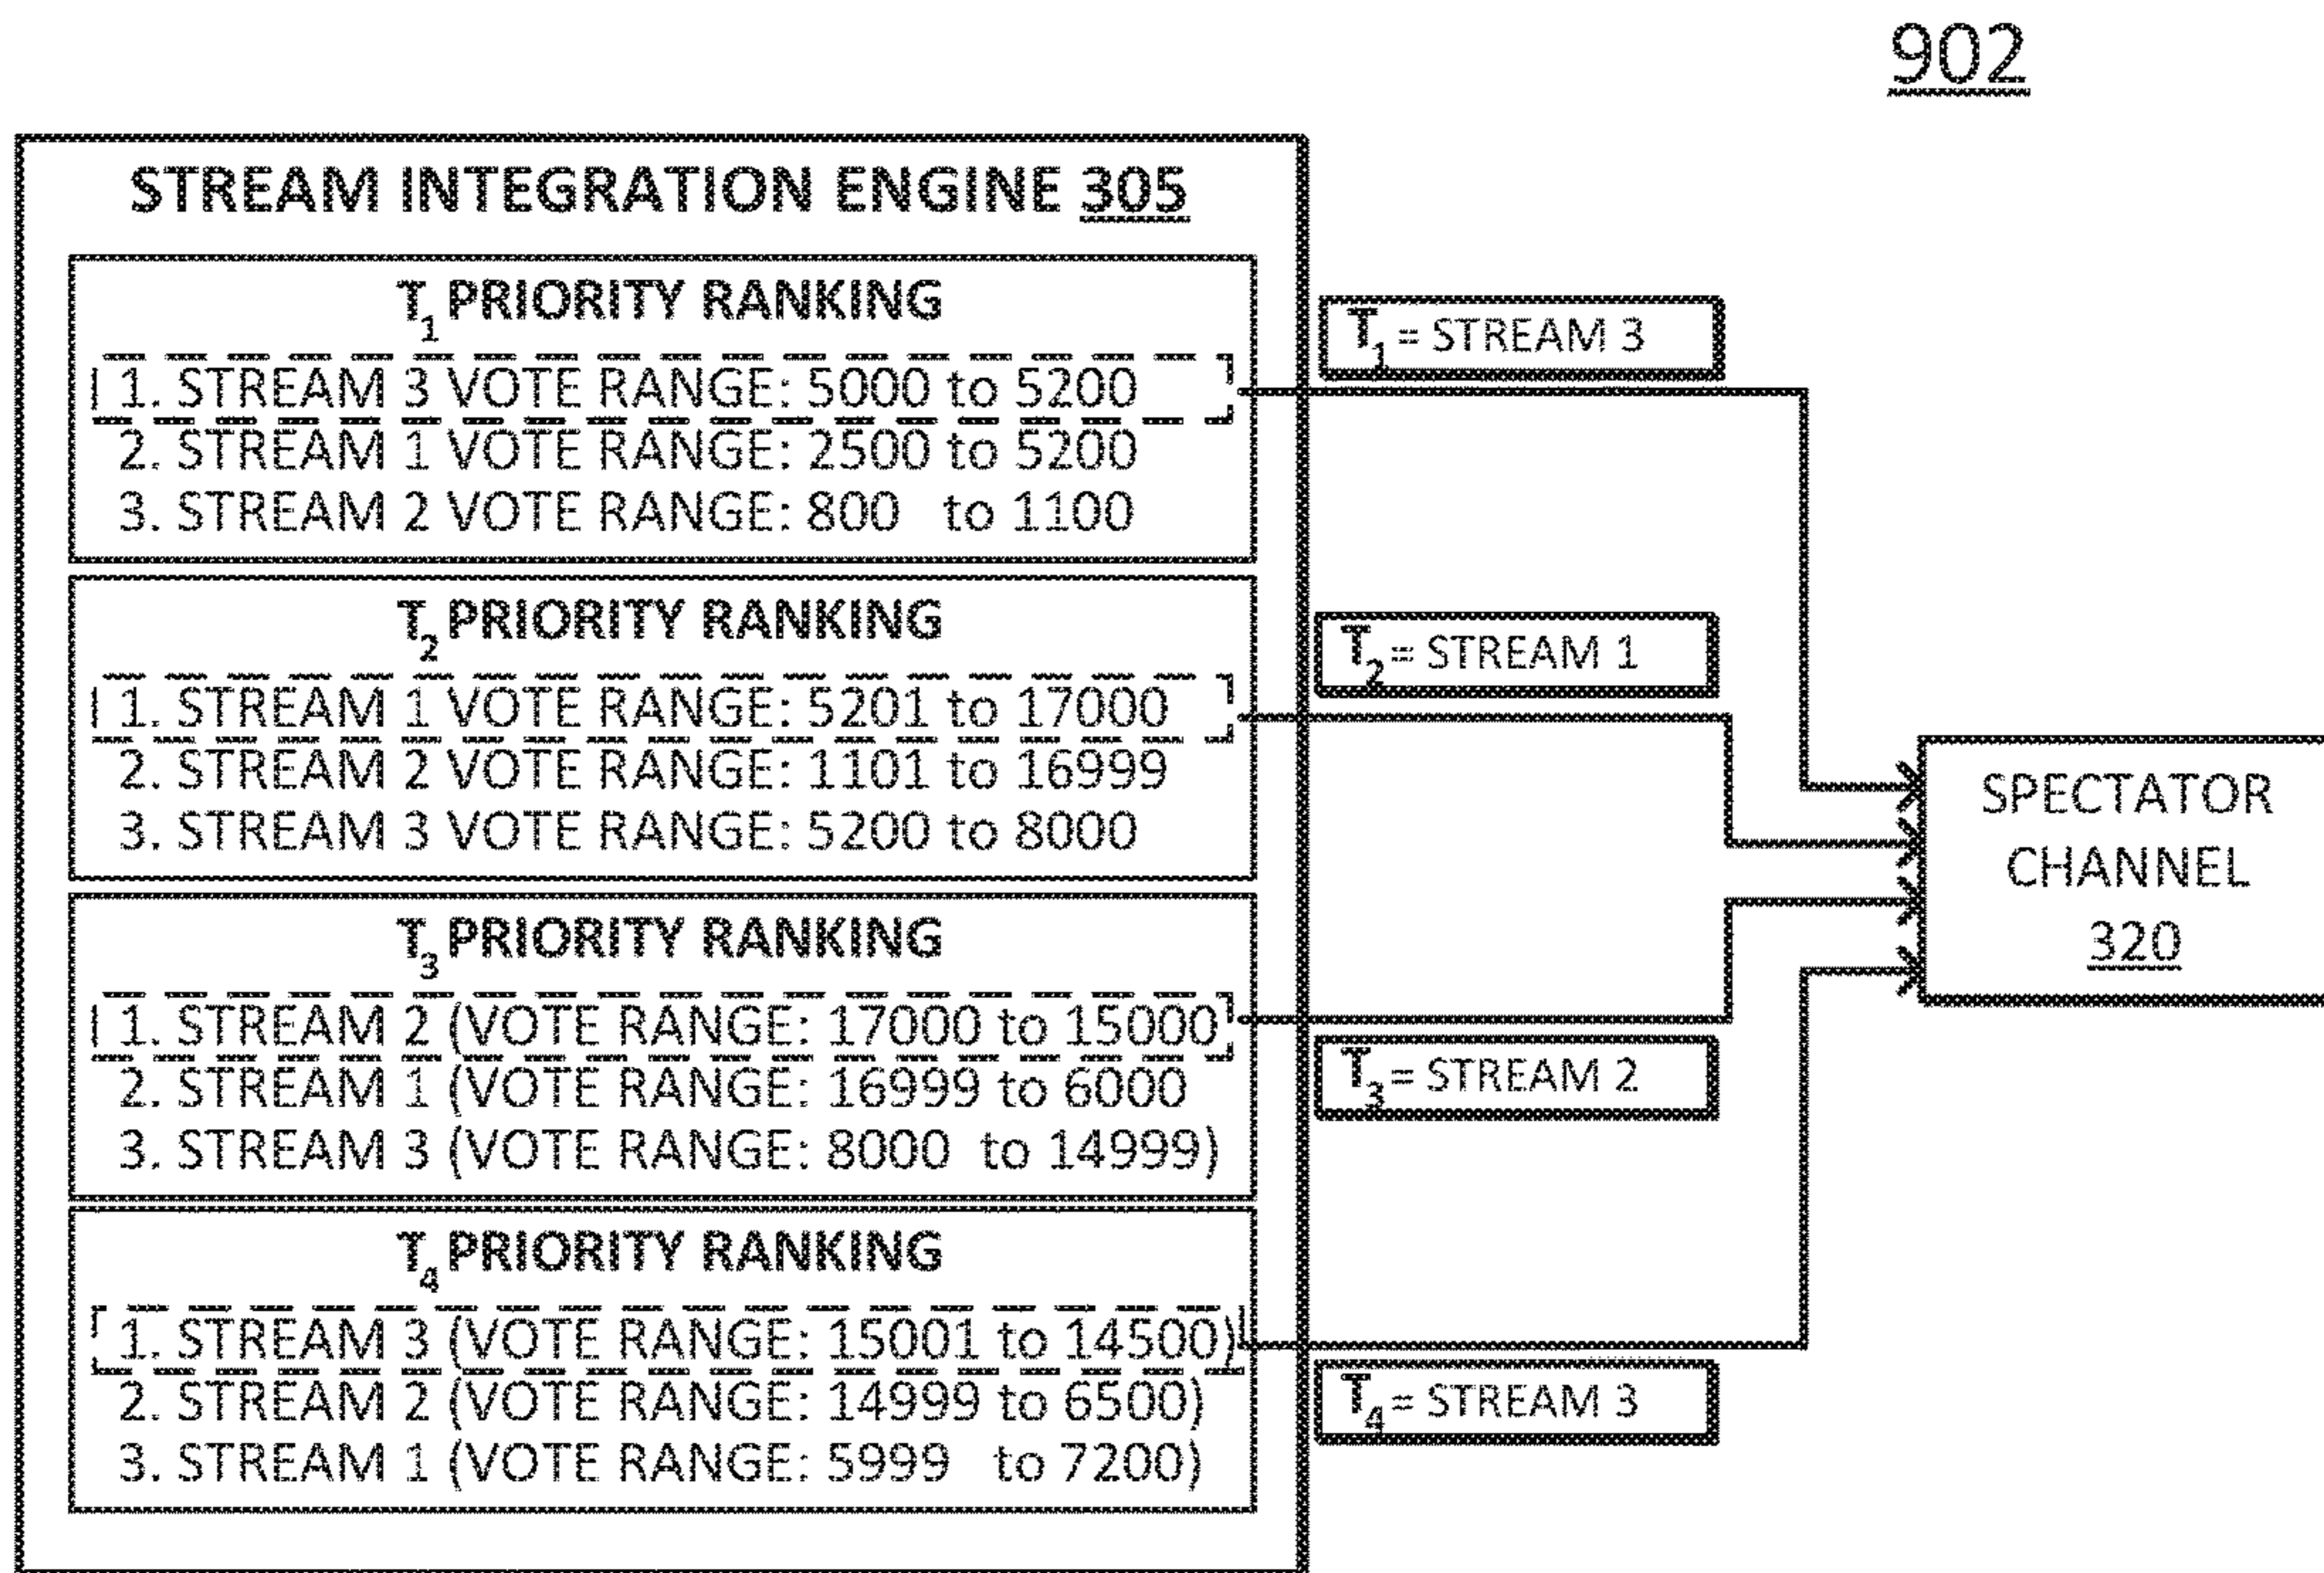 902
STREAM INTEGRATION ENGINE 305
T1 PRIORITY RANKING
1. STREAM 3 VOTE RANGE: 5000 to 5200
2. STREAM 1 VOTE RANGE: 2500 to 5200
3. STREAM 2 VOTE RANGE: 800 to 1100
T1 = STREAM 3
T2 PRIORITY RANKING
1. STREAM 1 VOTE RANGE: 5201 to 17000
2. STREAM 2 VOTE RANGE: 1101 to 16999
3. STREAM 3 VOTE RANGE: 5200 to 8000
T2 = STREAM 1
T3 PRIORITY RANKING
1. STREAM 2 (VOTE RANGE: 17000 to 15000
2. STREAM 1 (VOTE RANGE: 16999 to 6000
3. STREAM 3 (VOTE RANGE: 8000 to 14999)
T3 = STREAM 2
T4 PRIORITY RANKING
1. STREAM 3 (VOTE RANGE: 15001 to 14500)
2. STREAM 2 (VOTE RANGE: 14999 to 6500)
3. STREAM 1 (VOTE RANGE: 5999 to 7200)
T4 = STREAM 3
SPECTATOR
CHANNEL
320